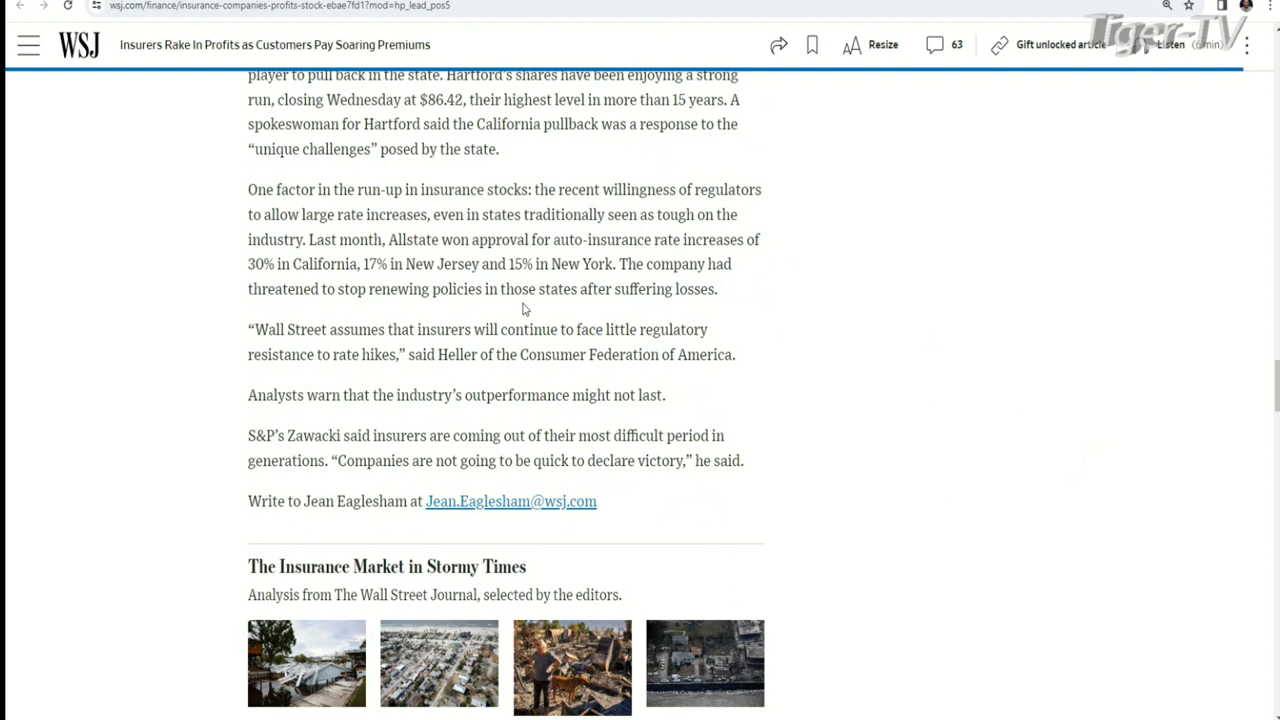 wsj.com/finance/insurance-companies-profits-stock-ebae7fd1?mod=hp_lead_pos5
Tiger-TV
WSJ Insurers Rake In Profits as Customers Pay Soaring Premiums Resize 63 Gift unlocked article Listen
player to pull back in the state. Hartford's shares have been enjoying a strong
run, closing Wednesday at $86.42, their highest level in more than 15 years. A
spokeswoman for Hartford said the California pullback was a response to the
“unique challenges” posed by the state.
One factor in the run-up in insurance stocks: the recent willingness of regulators
to allow large rate increases, even in states traditionally seen as tough on the
industry. Last month, Allstate won approval for auto-insurance rate increases of
30% in California, 17% in New Jersey and 15% in New York. The company had
threatened to stop renewing policies in those states after suffering losses.
“Wall Street assumes that insurers will continue to face little regulatory
resistance to rate hikes,” said Heller of the Consumer Federation of America.
Analysts warn that the industry’s outperformance might not last.
S&P’s Zawacki said insurers are coming out of their most difficult period in
generations. “Companies are not going to be quick to declare victory,” he said.
Write to Jean Eaglesham at Jean.Eaglesham@wsj.com
The Insurance Market in Stormy Times
Analysis from The Wall Street Journal, selected by the editors.